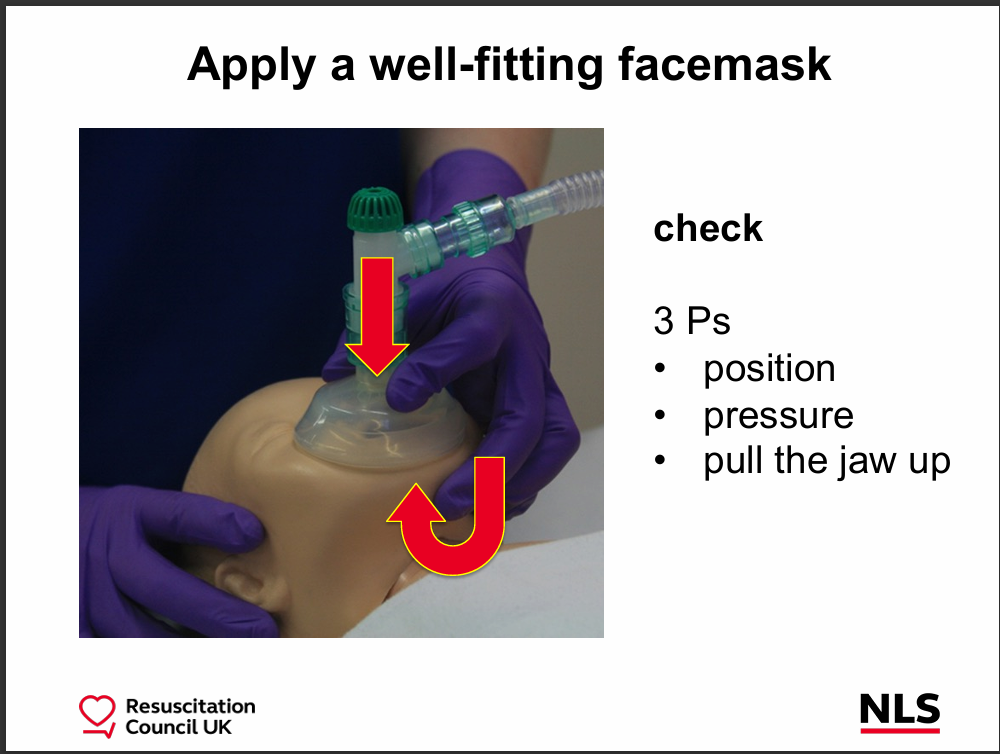 Apply a well-fitting facemask
check
3 Ps
• position
• pressure
• pull the jaw up
Resuscitation
Council UK
NLS